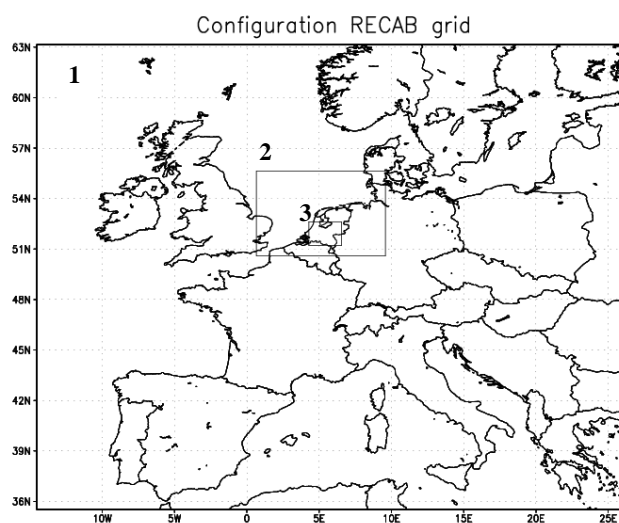 Configuration RECAB grid
63N
1
60N
57N
2
54N
3
51N
48N
45N
42N
39N
36N
10W 5W 0 5E 10E 15E 20E 25E